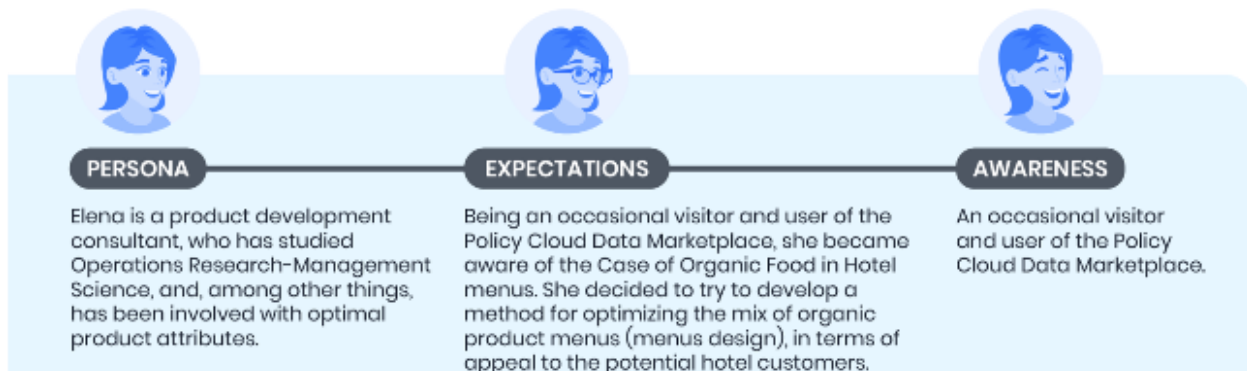 PERSONA
Elena is a product development
consultant, who has studied
Operations Research-Management
Science, and, among other things,
has been involved with optimal
product attributes.
EXPECTATIONS
Being an occasional visitor and user of the
Policy Cloud Data Marketplace, she became
aware of the Case of Organic Food in Hotel
menus. She decided to try to develop a
method for optimizing the mix of organic
product menus (menus design), in terms of
appeal to the potential hotel customers.
AWARENESS
An occasional visitor
and user of the Policy
Cloud Data Marketplace.